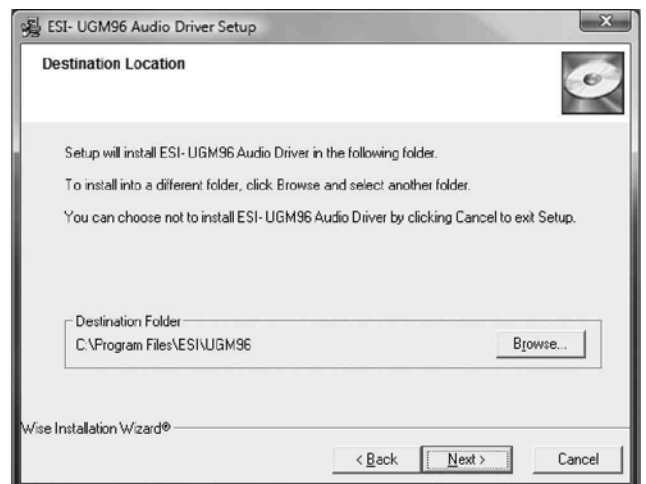 ESI- UGM96 Audio Driver Setup
Destination Location
Setup will install ESI- UGM96 Audio Driver in the following folder.
To install into a different folder, click Browse and select another folder.
You can choose not to install ESI- UGM96 Audio Driver by clicking Cancel to exit Setup.
Destination Folder
C:\Program Files\ESI\UGM96
Browse...
Wise Installation Wizard®
< Back
Next >
Cancel